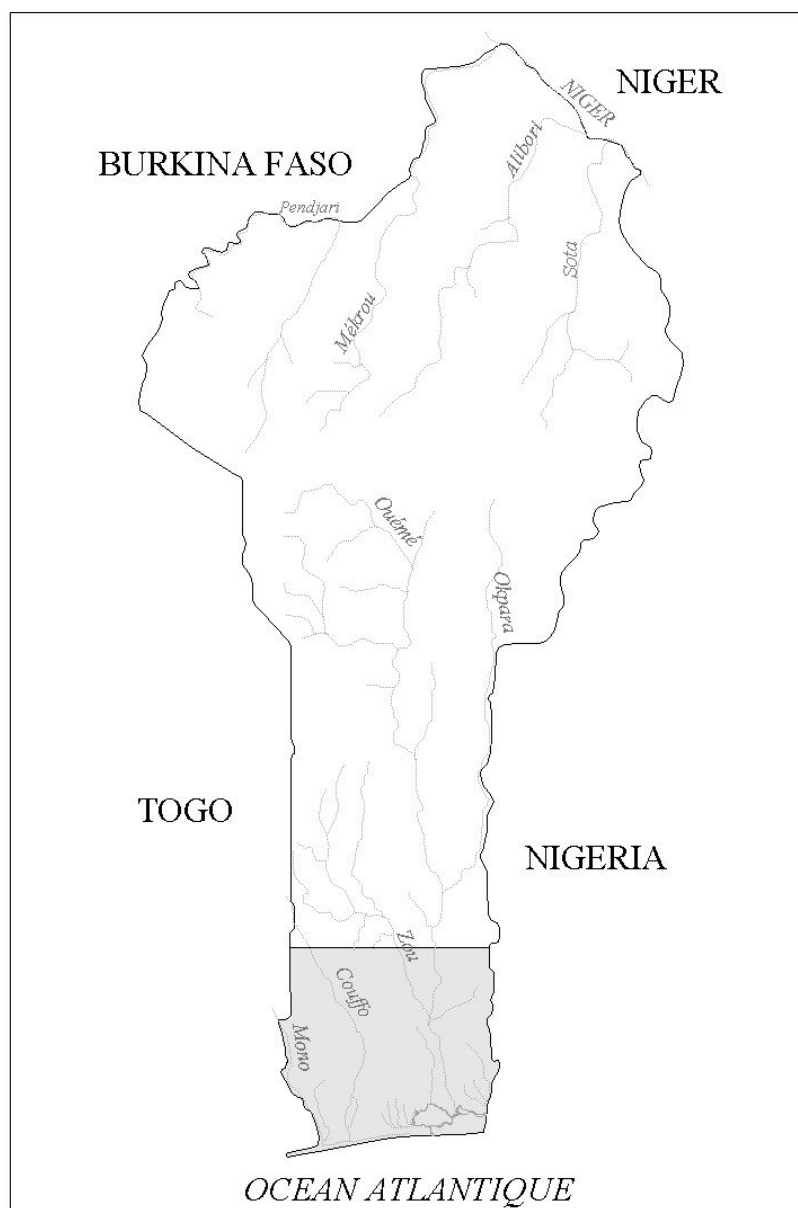 NIGER
NIGER
Alibori
BURKINA FASO
Pendjari
Sota
Mékrou
Ouémé
Okpara
TOGO
NIGERIA
Zou
Couffo
Mono
OCEAN ATLANTIQUE